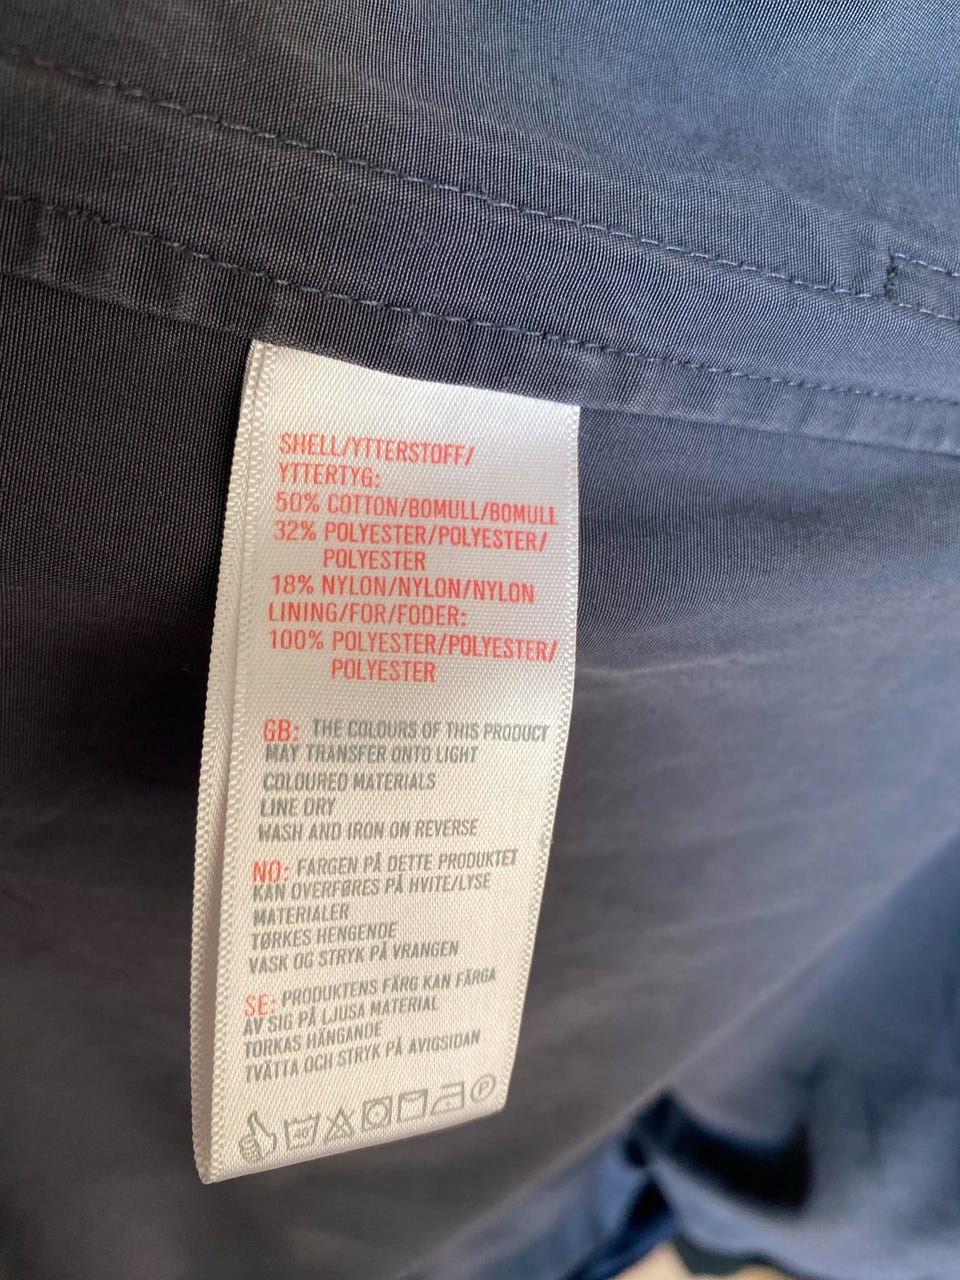 SHELL/YTTERSTOFF/
YTTERTYG:
50% COTTON/BOMULL/BOMULL
32% POLYESTER/POLYESTER/
POLYESTER
18% NYLON/NYLON/NYLON
LINING/FOR/FODER:
100% POLYESTER/POLYESTER/
POLYESTER
GB: THE COLOURS OF THIS PRODUCT
MAY TRANSFER ONTO LIGHT
COLOURED MATERIALS
LINE DRY
WASH AND IRON ON REVERSE
NO: FARGEN PÅ DETTE PRODUKTET
KAN OVERFØRES PÅ HVITE/LYSE
MATERIALER
TØRKES HENGENDE
VASK OG STRYK PÅ VRANGEN
SE: PRODUKTENS FÄRG KAN FÄRGA
AV SIG PÅ LJUSA MATERIAL
TORKAS HÄNGANDE
TVÄTTA OCH STRYK PÅ AVIGSIDAN
P